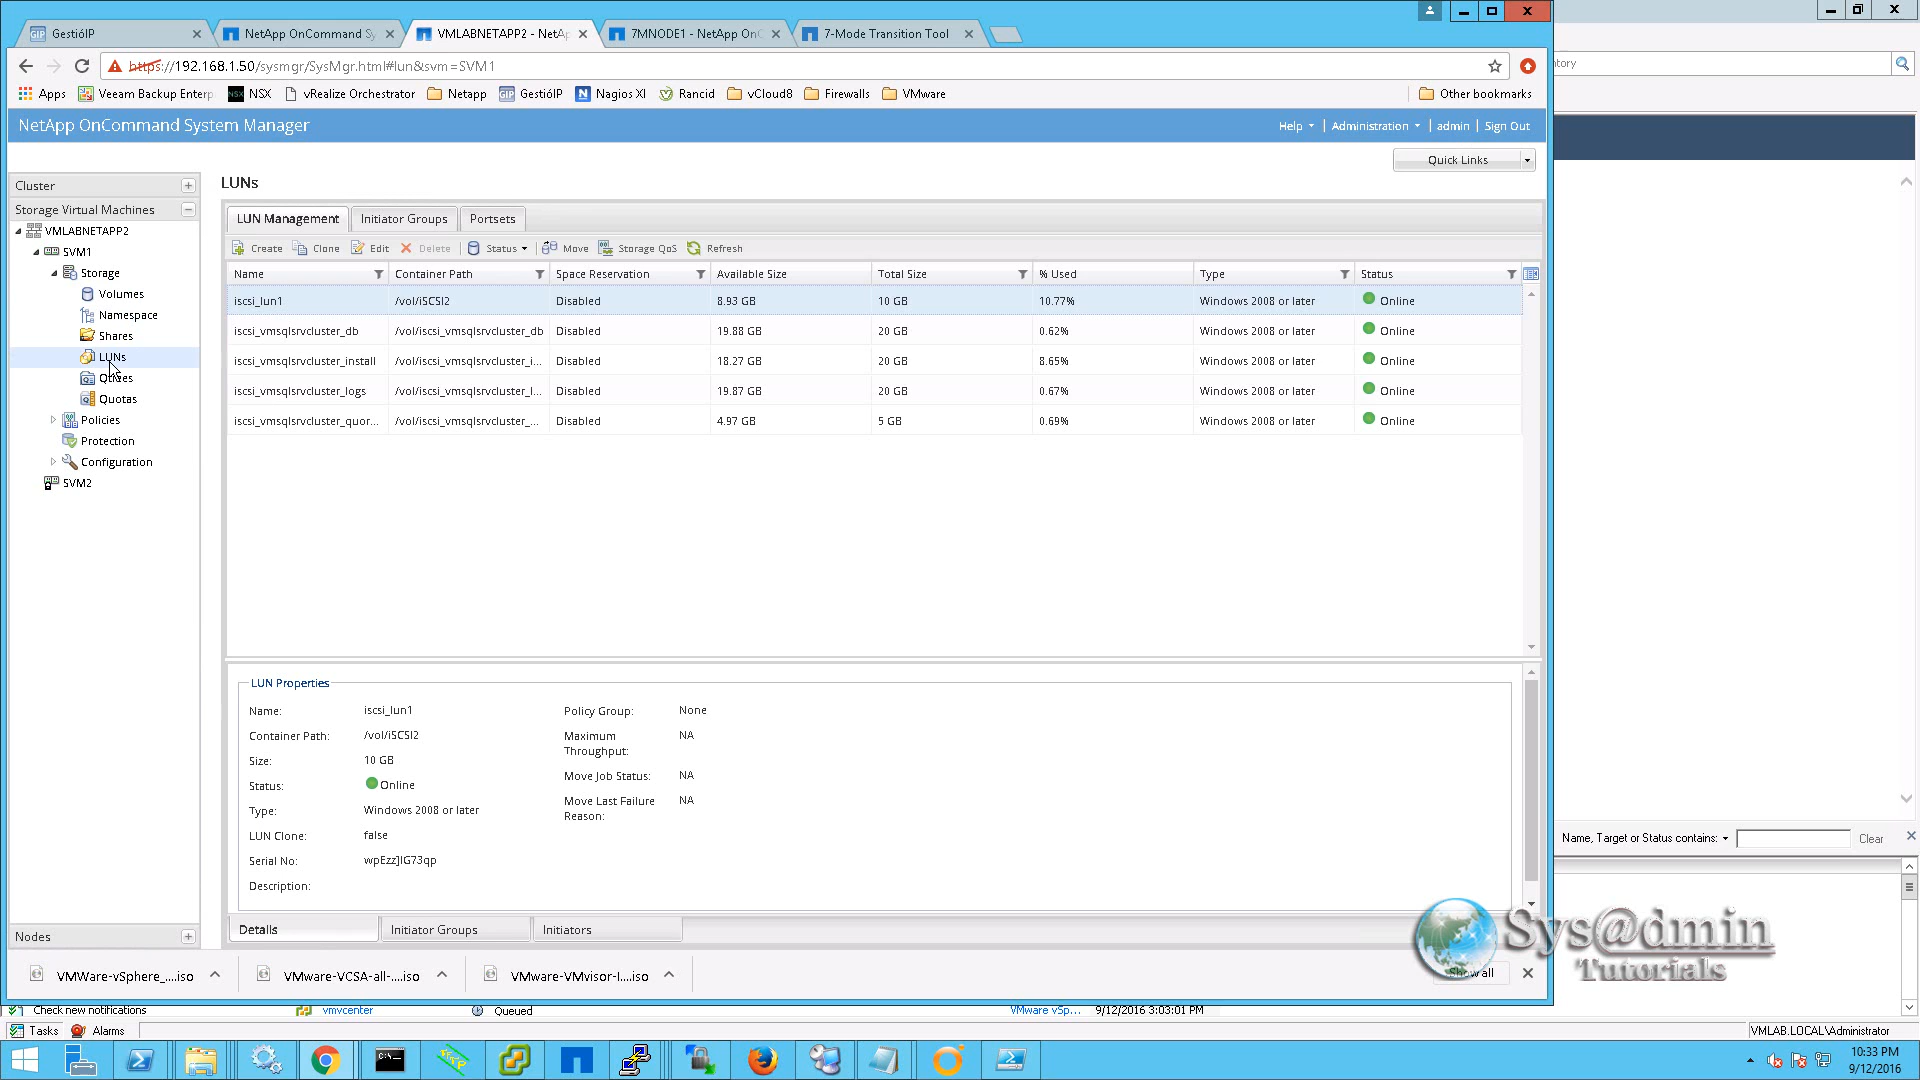 GestióIP
NetApp OnCommand Sy
VMLABNETAPP2 - NetAp
7MNODE1 - NetApp OnC
7-Mode Transition Tool
https://192.168.1.50/sysmgr/SysMgr.html#lun&svm=SVM1
tory
Apps
Veeam Backup Enterp
NSX
vRealize Orchestrator
Netapp
GestióIP
Nagios XI
Rancid
vCloud8
Firewalls
VMware
Other bookmarks
NetApp OnCommand System Manager
Help
Administration
admin
Sign Out
Quick Links
Cluster
Storage Virtual Machines
VMLABNETAPP2
SVM1
Storage
Volumes
Namespace
Shares
LUNs
Qtrees
Quotas
Policies
Protection
Configuration
SVM2
Nodes
LUNs
LUN Management
Initiator Groups
Portsets
Create
Clone
Edit
Delete
Status
Move
Storage QoS
Refresh
Name Container Path Space Reservation Available Size Total Size % Used Type Status
iscsi_lun1 /vol/iSCSI2 Disabled 8.93 GB 10 GB 10.77% Windows 2008 or later Online
iscsi_vmsqlsrvcluster_db /vol/iscsi_vmsqlsrvcluster_db Disabled 19.88 GB 20 GB 0.62% Windows 2008 or later Online
iscsi_vmsqlsrvcluster_install /vol/iscsi_vmsqlsrvcluster_i... Disabled 18.27 GB 20 GB 8.65% Windows 2008 or later Online
iscsi_vmsqlsrvcluster_logs /vol/iscsi_vmsqlsrvcluster_l... Disabled 19.87 GB 20 GB 0.67% Windows 2008 or later Online
iscsi_vmsqlsrvcluster_quor... /vol/iscsi_vmsqlsrvcluster_... Disabled 4.97 GB 5 GB 0.69% Windows 2008 or later Online
LUN Properties
Name: iscsi_lun1
Container Path: /vol/iSCSI2
Size: 10 GB
Status: Online
Type: Windows 2008 or later
LUN Clone: false
Serial No: wpEzz]IG73qp
Description:
Policy Group: None
Maximum
Throughput: NA
Move Job Status: NA
Move Last Failure
Reason: NA
Details
Initiator Groups
Initiators
Name, Target or Status contains:
Clear
Sys@dmin
Tutorials
VMWare-vSphere_....iso
VMware-VCSA-all-....iso
VMware-VMvisor-I....iso
Show all
Check new notifications
vmvcenter
Queued
VMware vSp...
9/12/2016 3:03:01 PM
Tasks
Alarms
VMLAB.LOCAL\Administrator
10:33 PM
9/12/2016